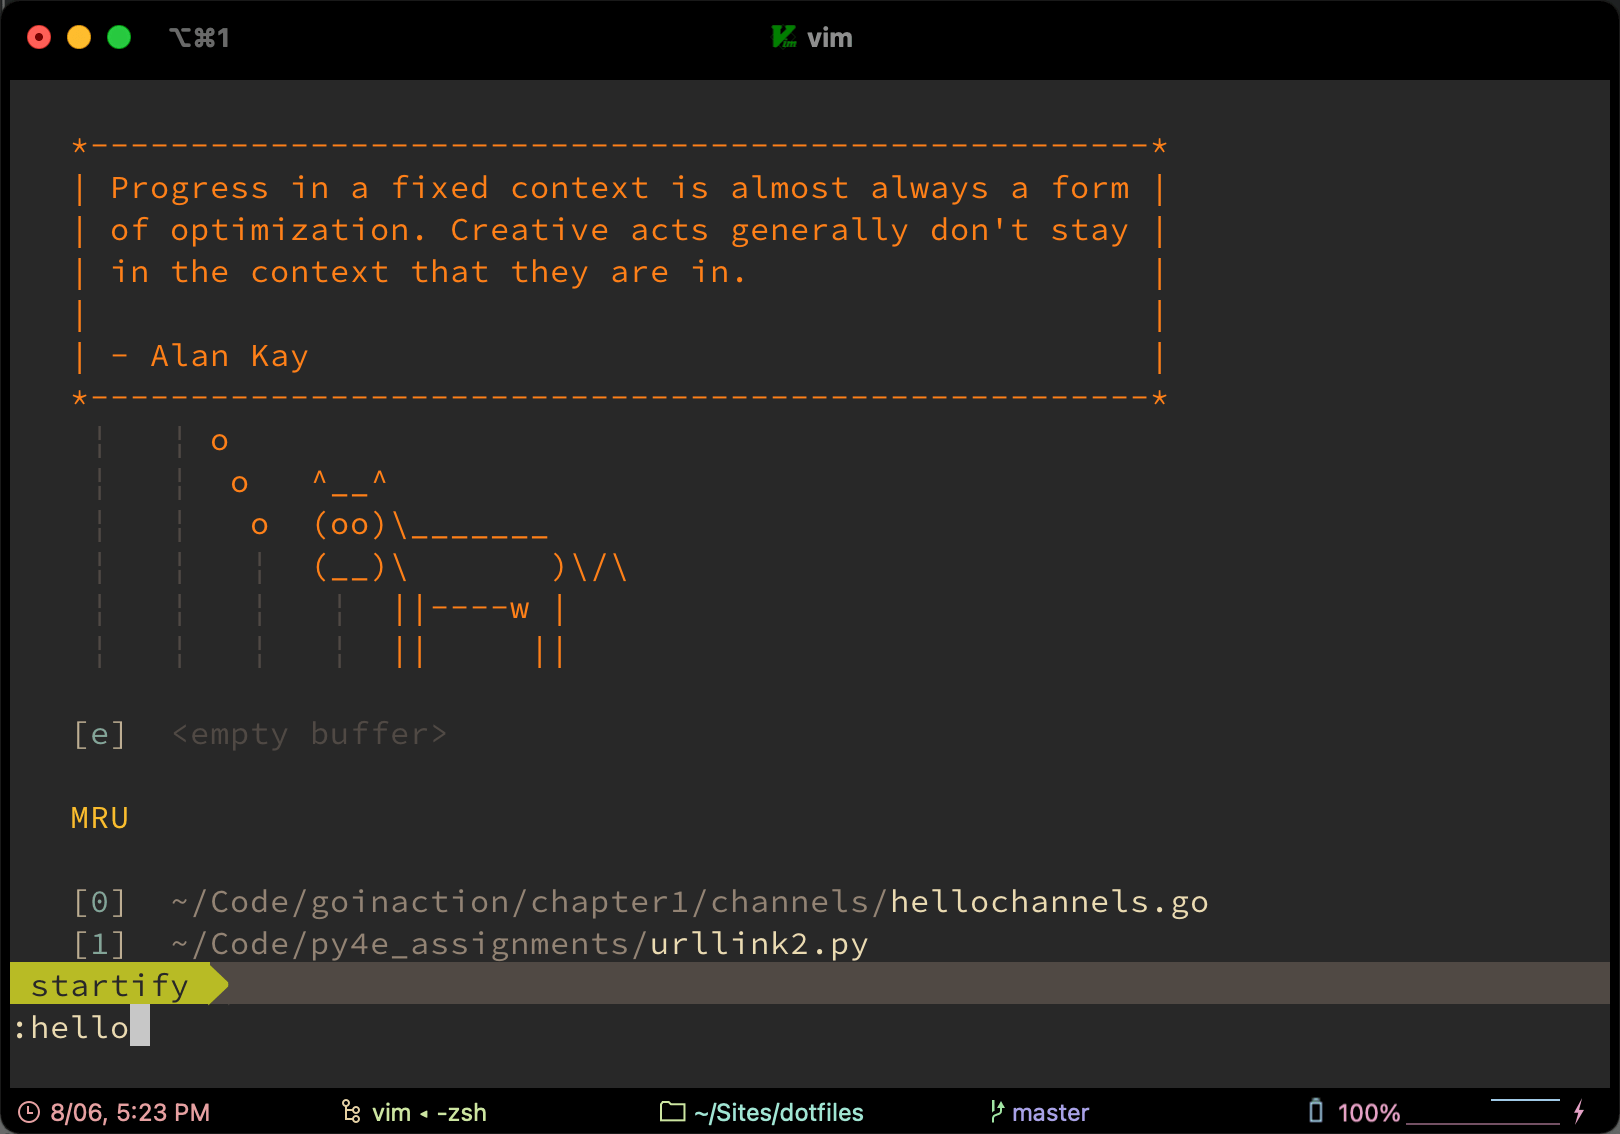 ⌥⌘1
vim
*-----------------------------------------------------*
| Progress in a fixed context is almost always a form |
| of optimization. Creative acts generally don't stay |
| in the context that they are in.                    |
|                                                     |
| - Alan Kay                                          |
*-----------------------------------------------------*
 ¦   ¦ o
 ¦   ¦  o   ^__^
 ¦   ¦   o  (oo)\_______
 ¦   ¦   ¦  (__)\       )\/\
 ¦   ¦   ¦   ¦  ||----w |
 ¦   ¦   ¦   ¦  ||     ||
[e]  <empty buffer>
MRU
[0]  ~/Code/goinaction/chapter1/channels/hellochannels.go
[1]  ~/Code/py4e_assignments/urllink2.py
startify
:hello
8/06, 5:23 PM
vim ◂ -zsh
~/Sites/dotfiles
master
100%